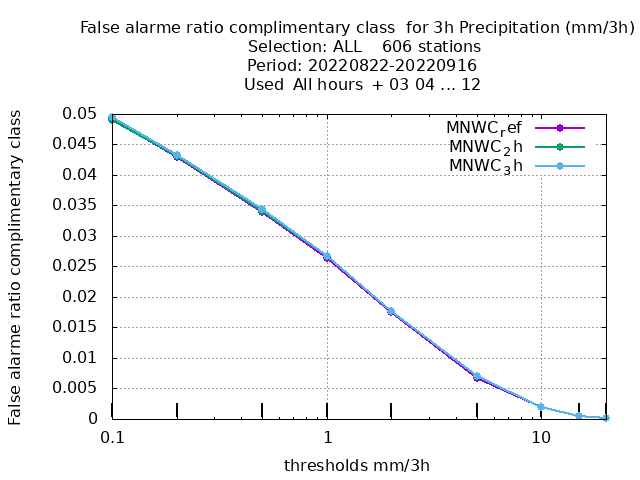 False alarme ratio complimentary class  for 3h Precipitation (mm/3h)
Selection: ALL    606 stations
Period: 20220822-20220916
Used  All hours  + 03 04 ... 12
False alarme ratio complimentary class
0.05
0.045
0.04
0.035
0.03
0.025
0.02
0.015
0.01
0.005
0
MNWC_ref
MNWC_2h
MNWC_3h
0.1 1 10
thresholds mm/3h